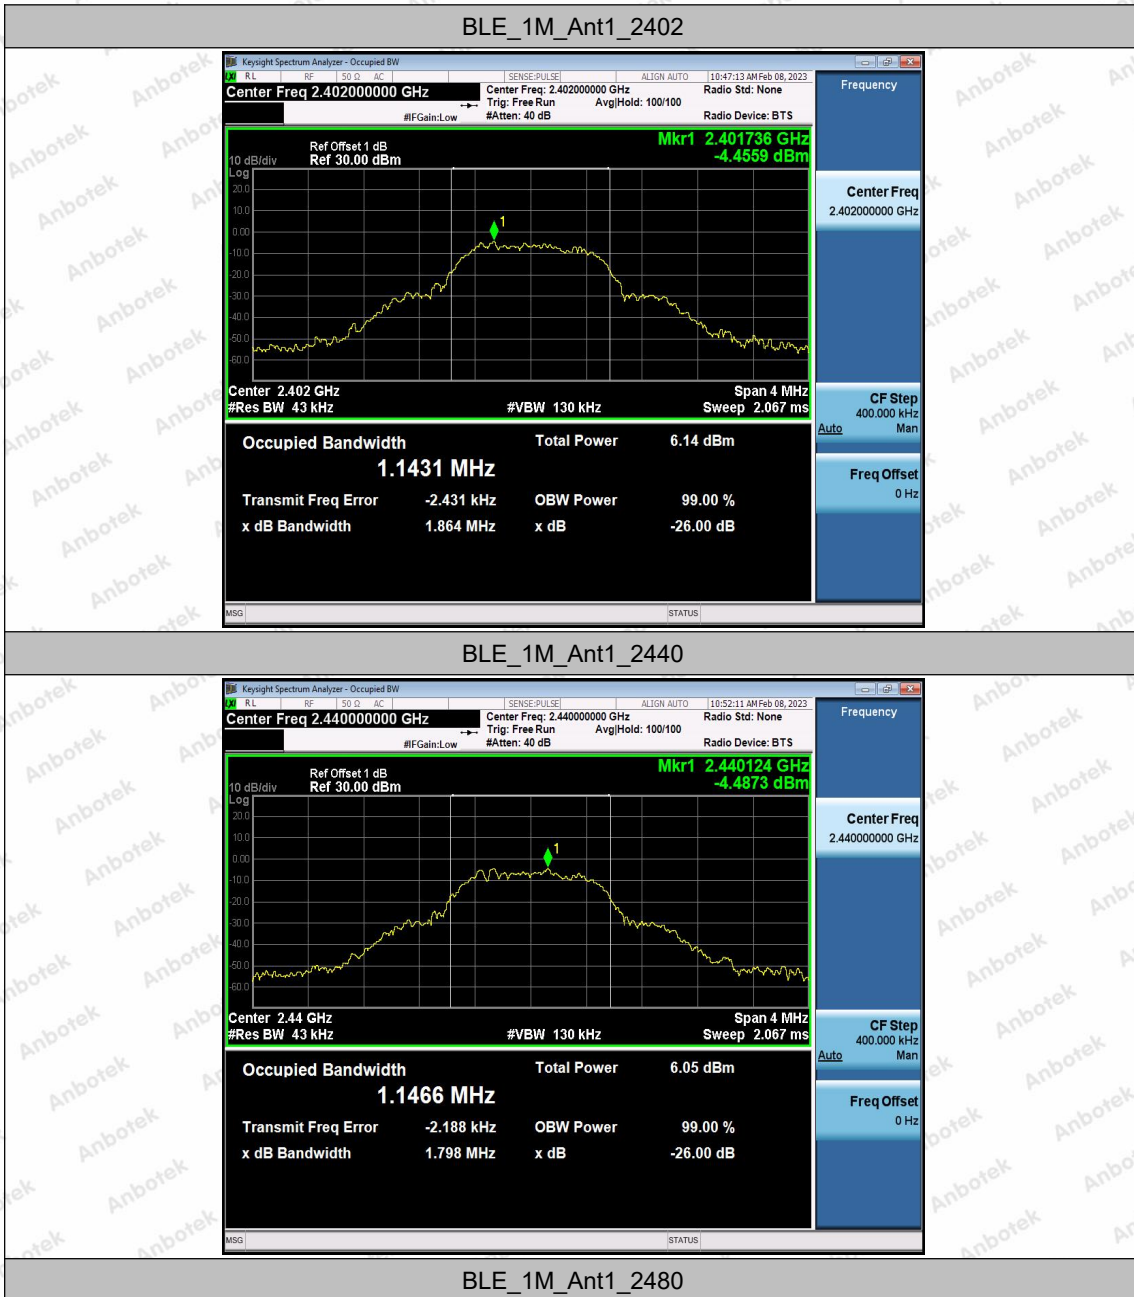 BLE_1M_Ant1_2402
Keysight Spectrum Analyzer - Occupied BW
LXI RL RF 50 Ω AC SENSE:PULSE ALIGN AUTO 10:47:13 AM Feb 08, 2023
Center Freq 2.402000000 GHz
Center Freq: 2.402000000 GHz Radio Std: None
Trig: Free Run Avg|Hold: 100/100
#IFGain:Low #Atten: 40 dB Radio Device: BTS
Frequency
Mkr1 2.401736 GHz
-4.4559 dBm
Ref Offset 1 dB
10 dB/div Ref 30.00 dBm
Log
20.0
10.0
0.00
-10.0
-20.0
-30.0
-40.0
-50.0
-60.0
1
Center Freq
2.402000000 GHz
Center 2.402 GHz Span 4 MHz
#Res BW 43 kHz #VBW 130 kHz Sweep 2.067 ms
CF Step
400.000 kHz
Auto Man
Occupied Bandwidth Total Power 6.14 dBm
1.1431 MHz
Transmit Freq Error -2.431 kHz OBW Power 99.00 %
x dB Bandwidth 1.864 MHz x dB -26.00 dB
Freq Offset
0 Hz
MSG STATUS
BLE_1M_Ant1_2440
Keysight Spectrum Analyzer - Occupied BW
LXI RL RF 50 Ω AC SENSE:PULSE ALIGN AUTO 10:52:11 AM Feb 08, 2023
Center Freq 2.440000000 GHz
Center Freq: 2.440000000 GHz Radio Std: None
Trig: Free Run Avg|Hold: 100/100
#IFGain:Low #Atten: 40 dB Radio Device: BTS
Frequency
Mkr1 2.440124 GHz
-4.4873 dBm
Ref Offset 1 dB
10 dB/div Ref 30.00 dBm
Log
20.0
10.0
0.00
-10.0
-20.0
-30.0
-40.0
-50.0
-60.0
1
Center Freq
2.440000000 GHz
Center 2.44 GHz Span 4 MHz
#Res BW 43 kHz #VBW 130 kHz Sweep 2.067 ms
CF Step
400.000 kHz
Auto Man
Occupied Bandwidth Total Power 6.05 dBm
1.1466 MHz
Transmit Freq Error -2.188 kHz OBW Power 99.00 %
x dB Bandwidth 1.798 MHz x dB -26.00 dB
Freq Offset
0 Hz
MSG STATUS
BLE_1M_Ant1_2480
Anbotek